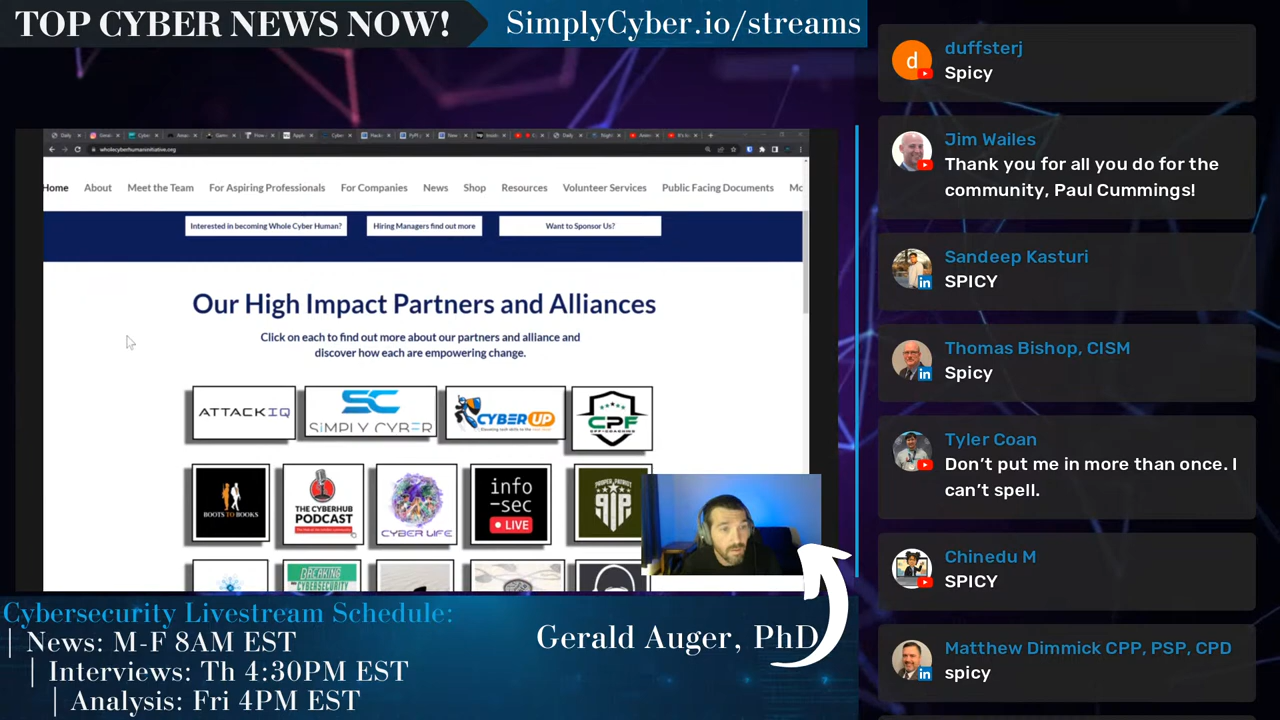 TOP CYBER NEWS NOW!
SimplyCyber.io/streams
wholecyberhumaninitiative.org
Home About Meet the Team For Aspiring Professionals For Companies News Shop Resources Volunteer Services Public Facing Documents Mo
Interested in becoming Whole Cyber Human? Hiring Managers find out more Want to Sponsor Us?
Our High Impact Partners and Alliances
Click on each to find out more about our partners and alliance and
discover how each are empowering change.
ATTACKIQ
SC
SIMPLY CYBER
CYBERUP
CPF
BOOTS TO BOOKS
THE CYBERHUB
PODCAST
CYBER LIFE
info
-sec
LIVE
BREAKING
CYBERSECURITY
Cybersecurity Livestream Schedule:
| News: M-F 8AM EST
| Interviews: Th 4:30PM EST
| Analysis: Fri 4PM EST
Gerald Auger, PhD
d
duffsterj
Spicy
Jim Wailes
Thank you for all you do for the
community, Paul Cummings!
Sandeep Kasturi
SPICY
Thomas Bishop, CISM
Spicy
Tyler Coan
Don’t put me in more than once. I
can’t spell.
Chinedu M
SPICY
Matthew Dimmick CPP, PSP, CPD
spicy